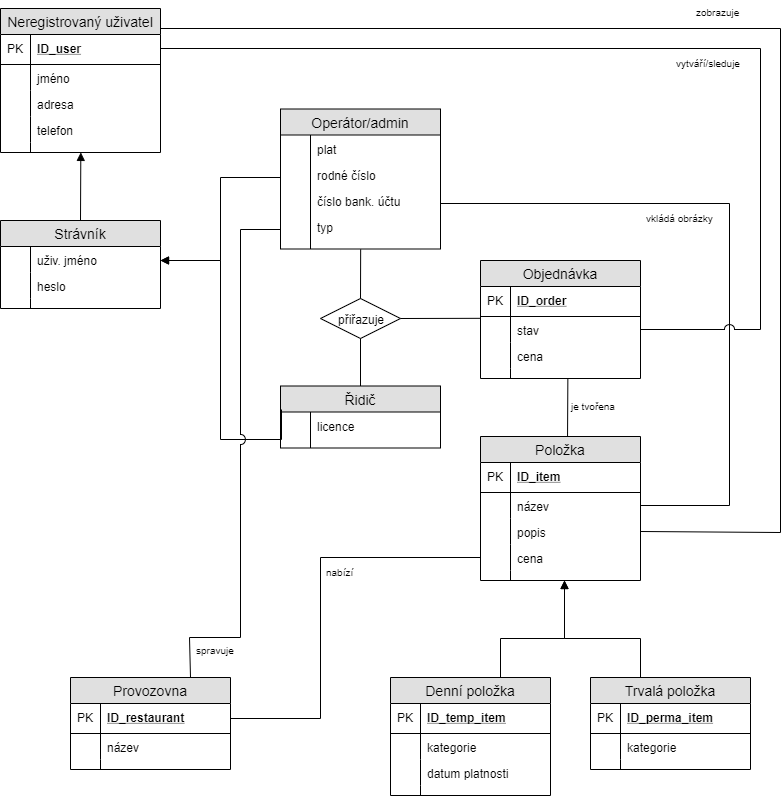 Neregistrovaný uživatel
PK ID_user
jméno
adresa
telefon
zobrazuje
vytváří/sleduje
Operátor/admin
plat
rodné číslo
číslo bank. účtu
typ
vkládá obrázky
Strávník
uživ. jméno
heslo
Objednávka
PK ID_order
stav
cena
přiřazuje
Řidič
licence
je tvořena
Položka
PK ID_item
název
popis
cena
nabízí
spravuje
Provozovna
PK ID_restaurant
název
Denní položka
PK ID_temp_item
kategorie
datum platnosti
Trvalá položka
PK ID_perma_item
kategorie